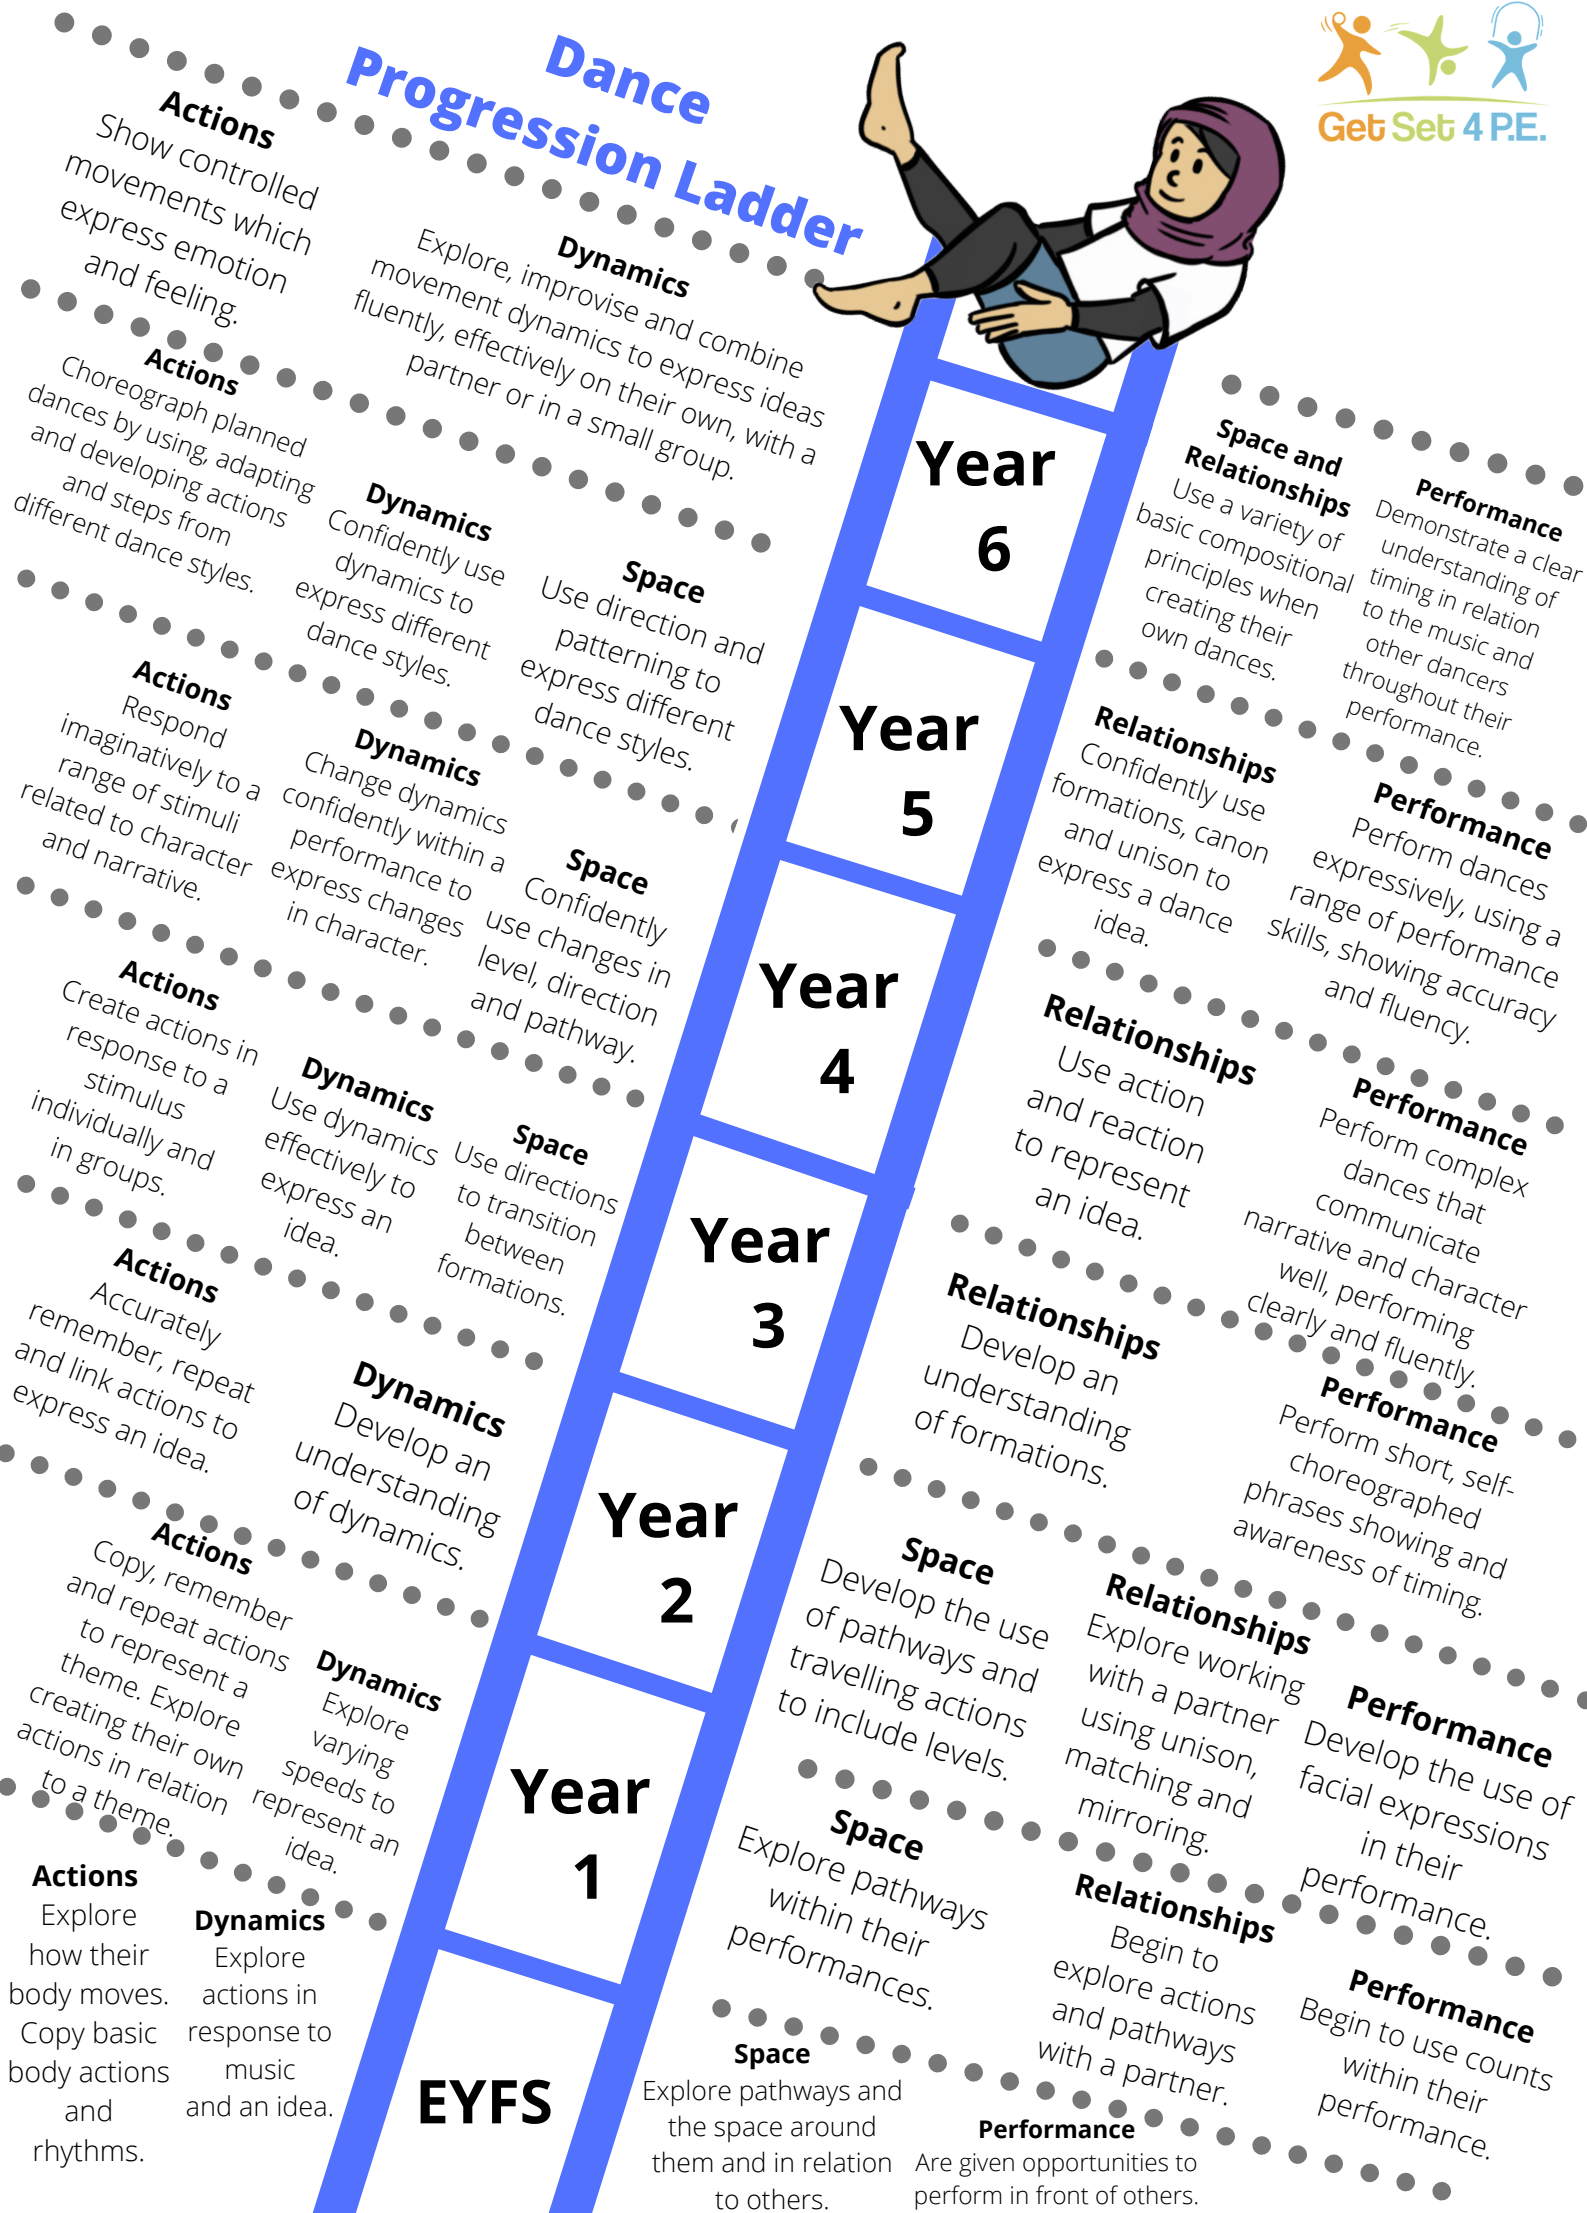 Dance
Progression Ladder
Get Set 4 P.E.
Actions
Show controlled
movements which
express emotion
and feeling.
Dynamics
Explore, improvise and combine
movement dynamics to express ideas
fluently, effectively on their own, with a
partner or in a small group.
Year
6
Space and
Relationships
Use a variety of
basic compositional
principles when
creating their
own dances.
Performance
Demonstrate a clear
understanding of
timing in relation
to the music and
other dancers
throughout their
performance.
Actions
Choreograph planned
dances by using, adapting
and developing actions
and steps from
different dance styles.
Dynamics
Confidently use
dynamics to
express different
dance styles.
Space
Use direction and
patterning to
express different
dance styles.
Year
5
Relationships
Confidently use
formations, canon
and unison to
express a dance
idea.
Performance
Perform dances
expressively, using a
range of performance
skills, showing accuracy
and fluency.
Actions
Respond
imaginatively to a
range of stimuli
related to character
and narrative.
Dynamics
Change dynamics
confidently within a
performance to
express changes
in character.
Space
Confidently
use changes in
level, direction
and pathway.
Year
4
Relationships
Use action
and reaction
to represent
an idea.
Performance
Perform complex
dances that
communicate
narrative and character
well, performing
clearly and fluently.
Actions
Create actions in
response to a
stimulus
individually and
in groups.
Dynamics
Use dynamics
effectively to
express an
idea.
Space
Use directions
to transition
between
formations.
Year
3
Relationships
Develop an
understanding
of formations.
Performance
Perform short, self-
choreographed
phrases showing and
awareness of timing.
Actions
Accurately
remember, repeat
and link actions to
express an idea.
Dynamics
Develop an
understanding
of dynamics.
Year
2
Space
Develop the use
of pathways and
travelling actions
to include levels.
Relationships
Explore working
with a partner
using unison,
matching and
mirroring.
Performance
Develop the use of
facial expressions
in their
performance.
Actions
Copy, remember
and repeat actions
to represent a
theme. Explore
creating their own
actions in relation
to a theme.
Dynamics
Explore
varying
speeds to
represent an
idea.
Year
1
Space
Explore pathways
within their
performances.
Relationships
Begin to
explore actions
and pathways
with a partner.
Performance
Begin to use counts
within their
performance.
Actions
Explore
how their
body moves.
Copy basic
body actions
and
rhythms.
Dynamics
Explore
actions in
response to
music
and an idea.
EYFS
Space
Explore pathways and
the space around
them and in relation
to others.
Performance
Are given opportunities to
perform in front of others.